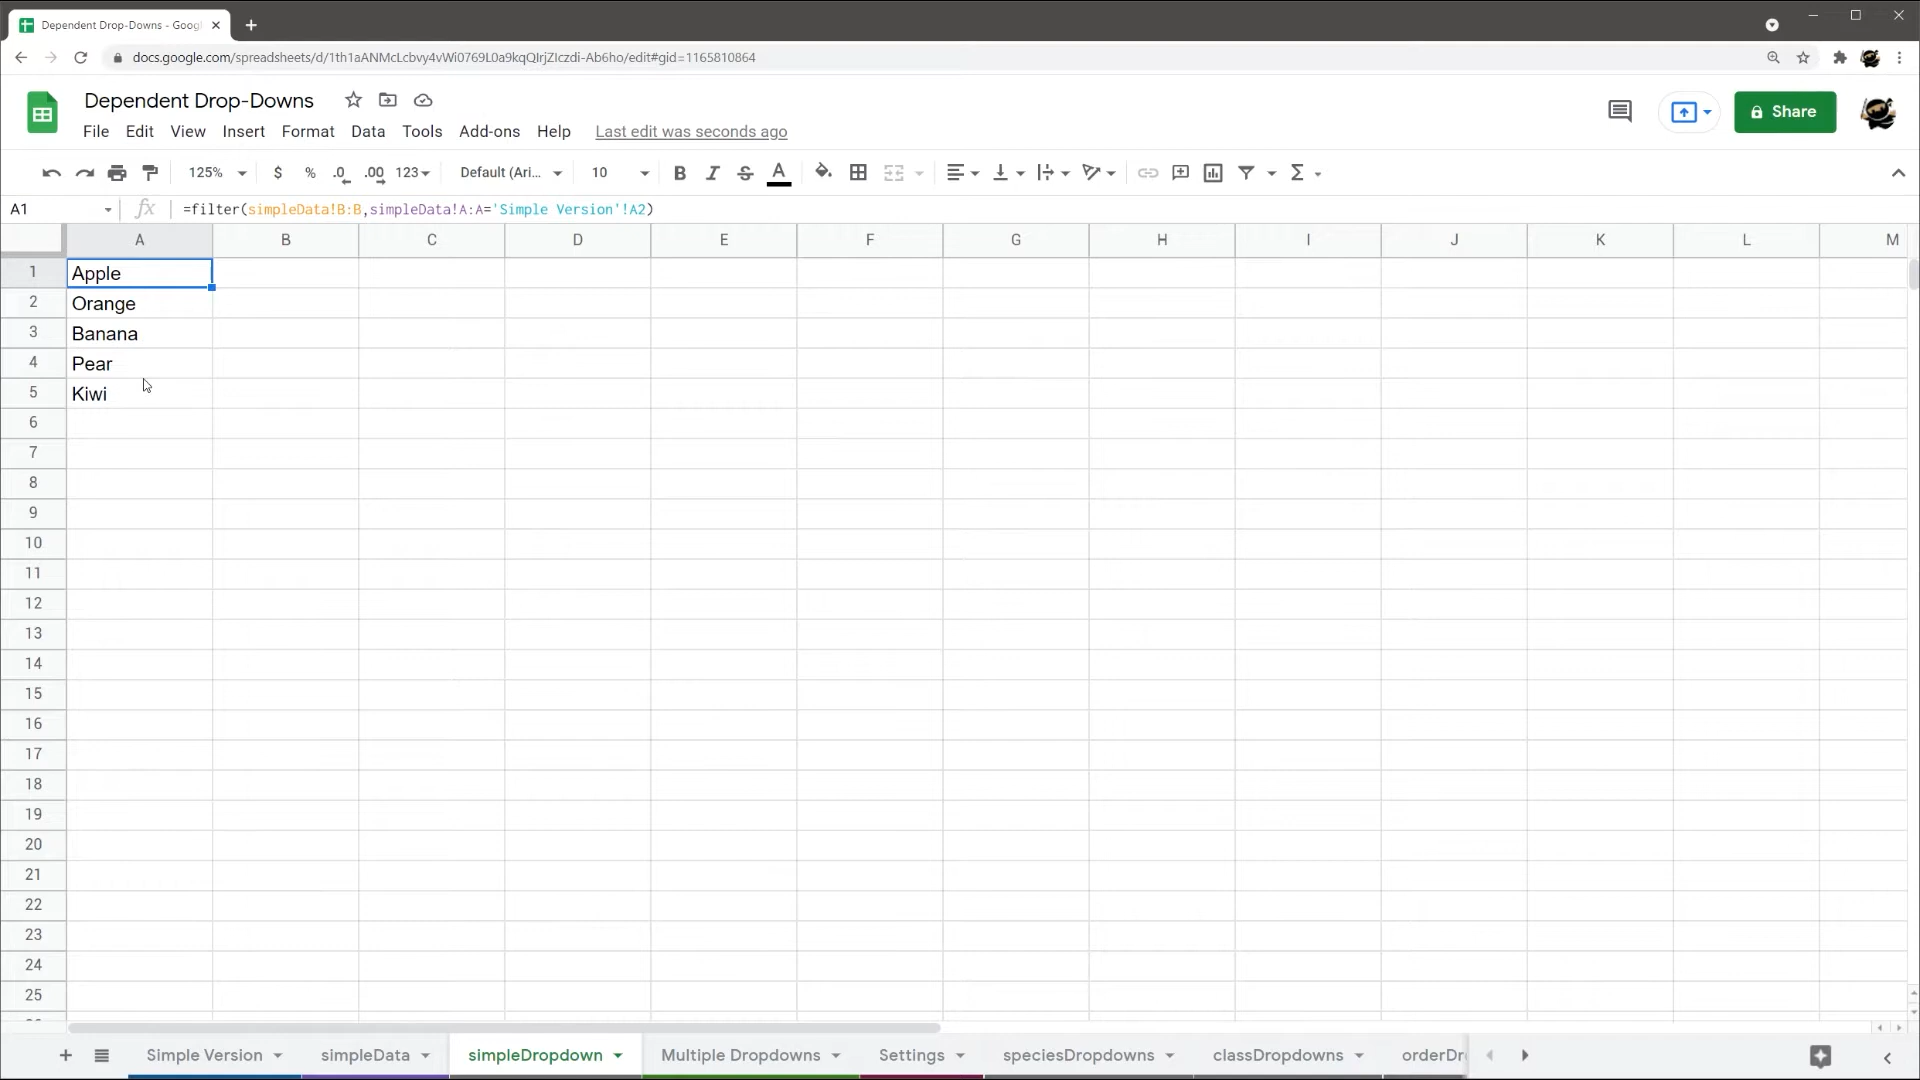 Dependent Drop-Downs - Goog
docs.google.com/spreadsheets/d/1th1aANMcLcbvy4vWi0769L0a9kqQIrjZIczdi-Ab6ho/edit#gid=1165810864
Dependent Drop-Downs
File Edit View Insert Format Data Tools Add-ons Help Last edit was seconds ago
Share
125% $ % .0 .00 123 Default (Ari... 10 B I S A Σ
A1 fx =filter(simpleData!B:B,simpleData!A:A='Simple Version'!A2)
A B C D E F G H I J K L M
1 Apple
2 Orange
3 Banana
4 Pear
5 Kiwi
6
7
8
9
10
11
12
13
14
15
16
17
18
19
20
21
22
23
24
25
Simple Version simpleData simpleDropdown Multiple Dropdowns Settings speciesDropdowns classDropdowns orderDr